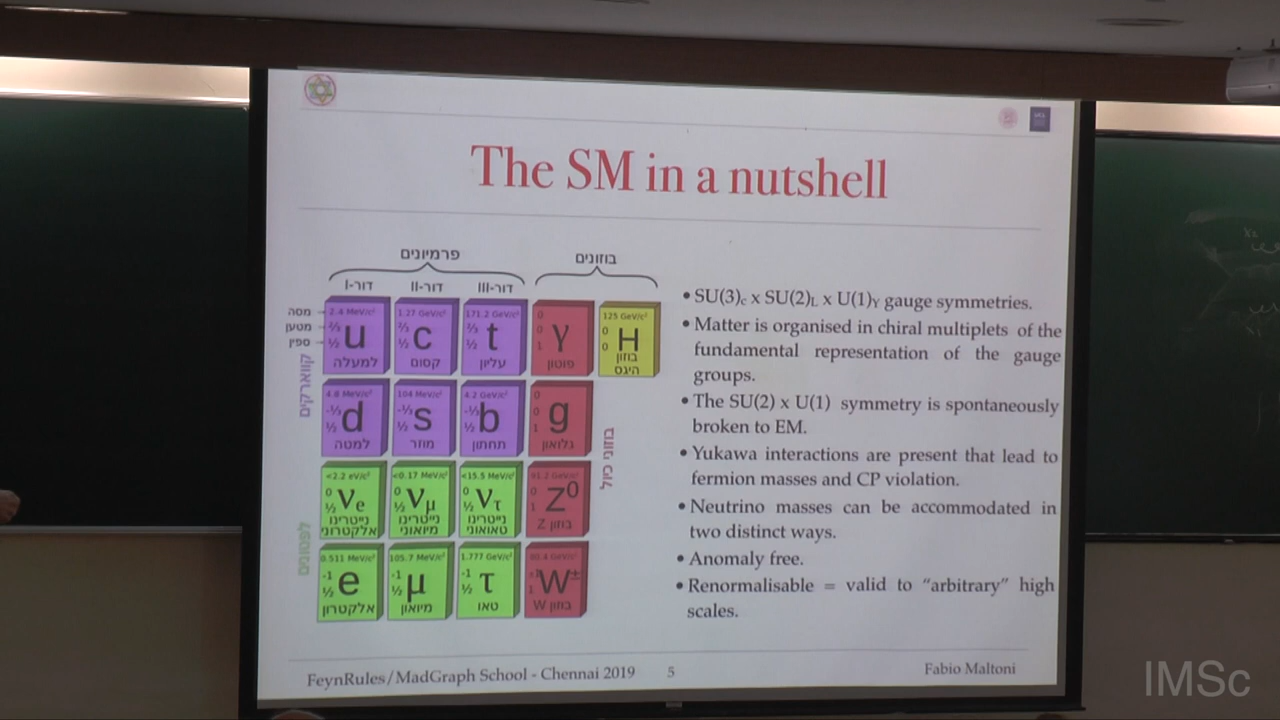 The SM in a nutshell
פרמיונים
בוזונים
דור-I
דור-II
דור-III
מסה
מטען
ספין
קווארקים
2.4 MeV/c²
⅔
½
u
למעלה
1.27 GeV/c²
⅔
½
c
קסום
171.2 GeV/c²
⅔
½
t
עליון
0
0
1
γ
פוטון
125 GeV/c²
0
0
H
בוזון
היגס
4.8 MeV/c²
-⅓
½
d
למטה
104 MeV/c²
-⅓
½
s
מוזר
4.2 GeV/c²
-⅓
½
b
תחתון
0
0
1
g
גלואון
בוזוני כיול
לפטונים
<2.2 eV/c²
0
½
νe
נייטרינו
אלקטרוני
<0.17 MeV/c²
0
½
νμ
נייטרינו
מיואוני
<15.5 MeV/c²
0
½
ντ
נייטרינו
טאואוני
91.2 GeV/c²
0
1
Z⁰
בוזון Z
0.511 MeV/c²
-1
½
e
אלקטרון
105.7 MeV/c²
-1
½
μ
מיואון
1.777 GeV/c²
-1
½
τ
טאו
80.4 GeV/c²
±1
1
W±
בוזון W
• SU(3)c x SU(2)L x U(1)Y gauge symmetries.
• Matter is organised in chiral multiplets of the
fundamental representation of the gauge
groups.
• The SU(2) x U(1) symmetry is spontaneously
broken to EM.
• Yukawa interactions are present that lead to
fermion masses and CP violation.
• Neutrino masses can be accommodated in
two distinct ways.
• Anomaly free.
• Renormalisable = valid to “arbitrary” high
scales.
FeynRules/MadGraph School - Chennai 2019
5
Fabio Maltoni
IMSc